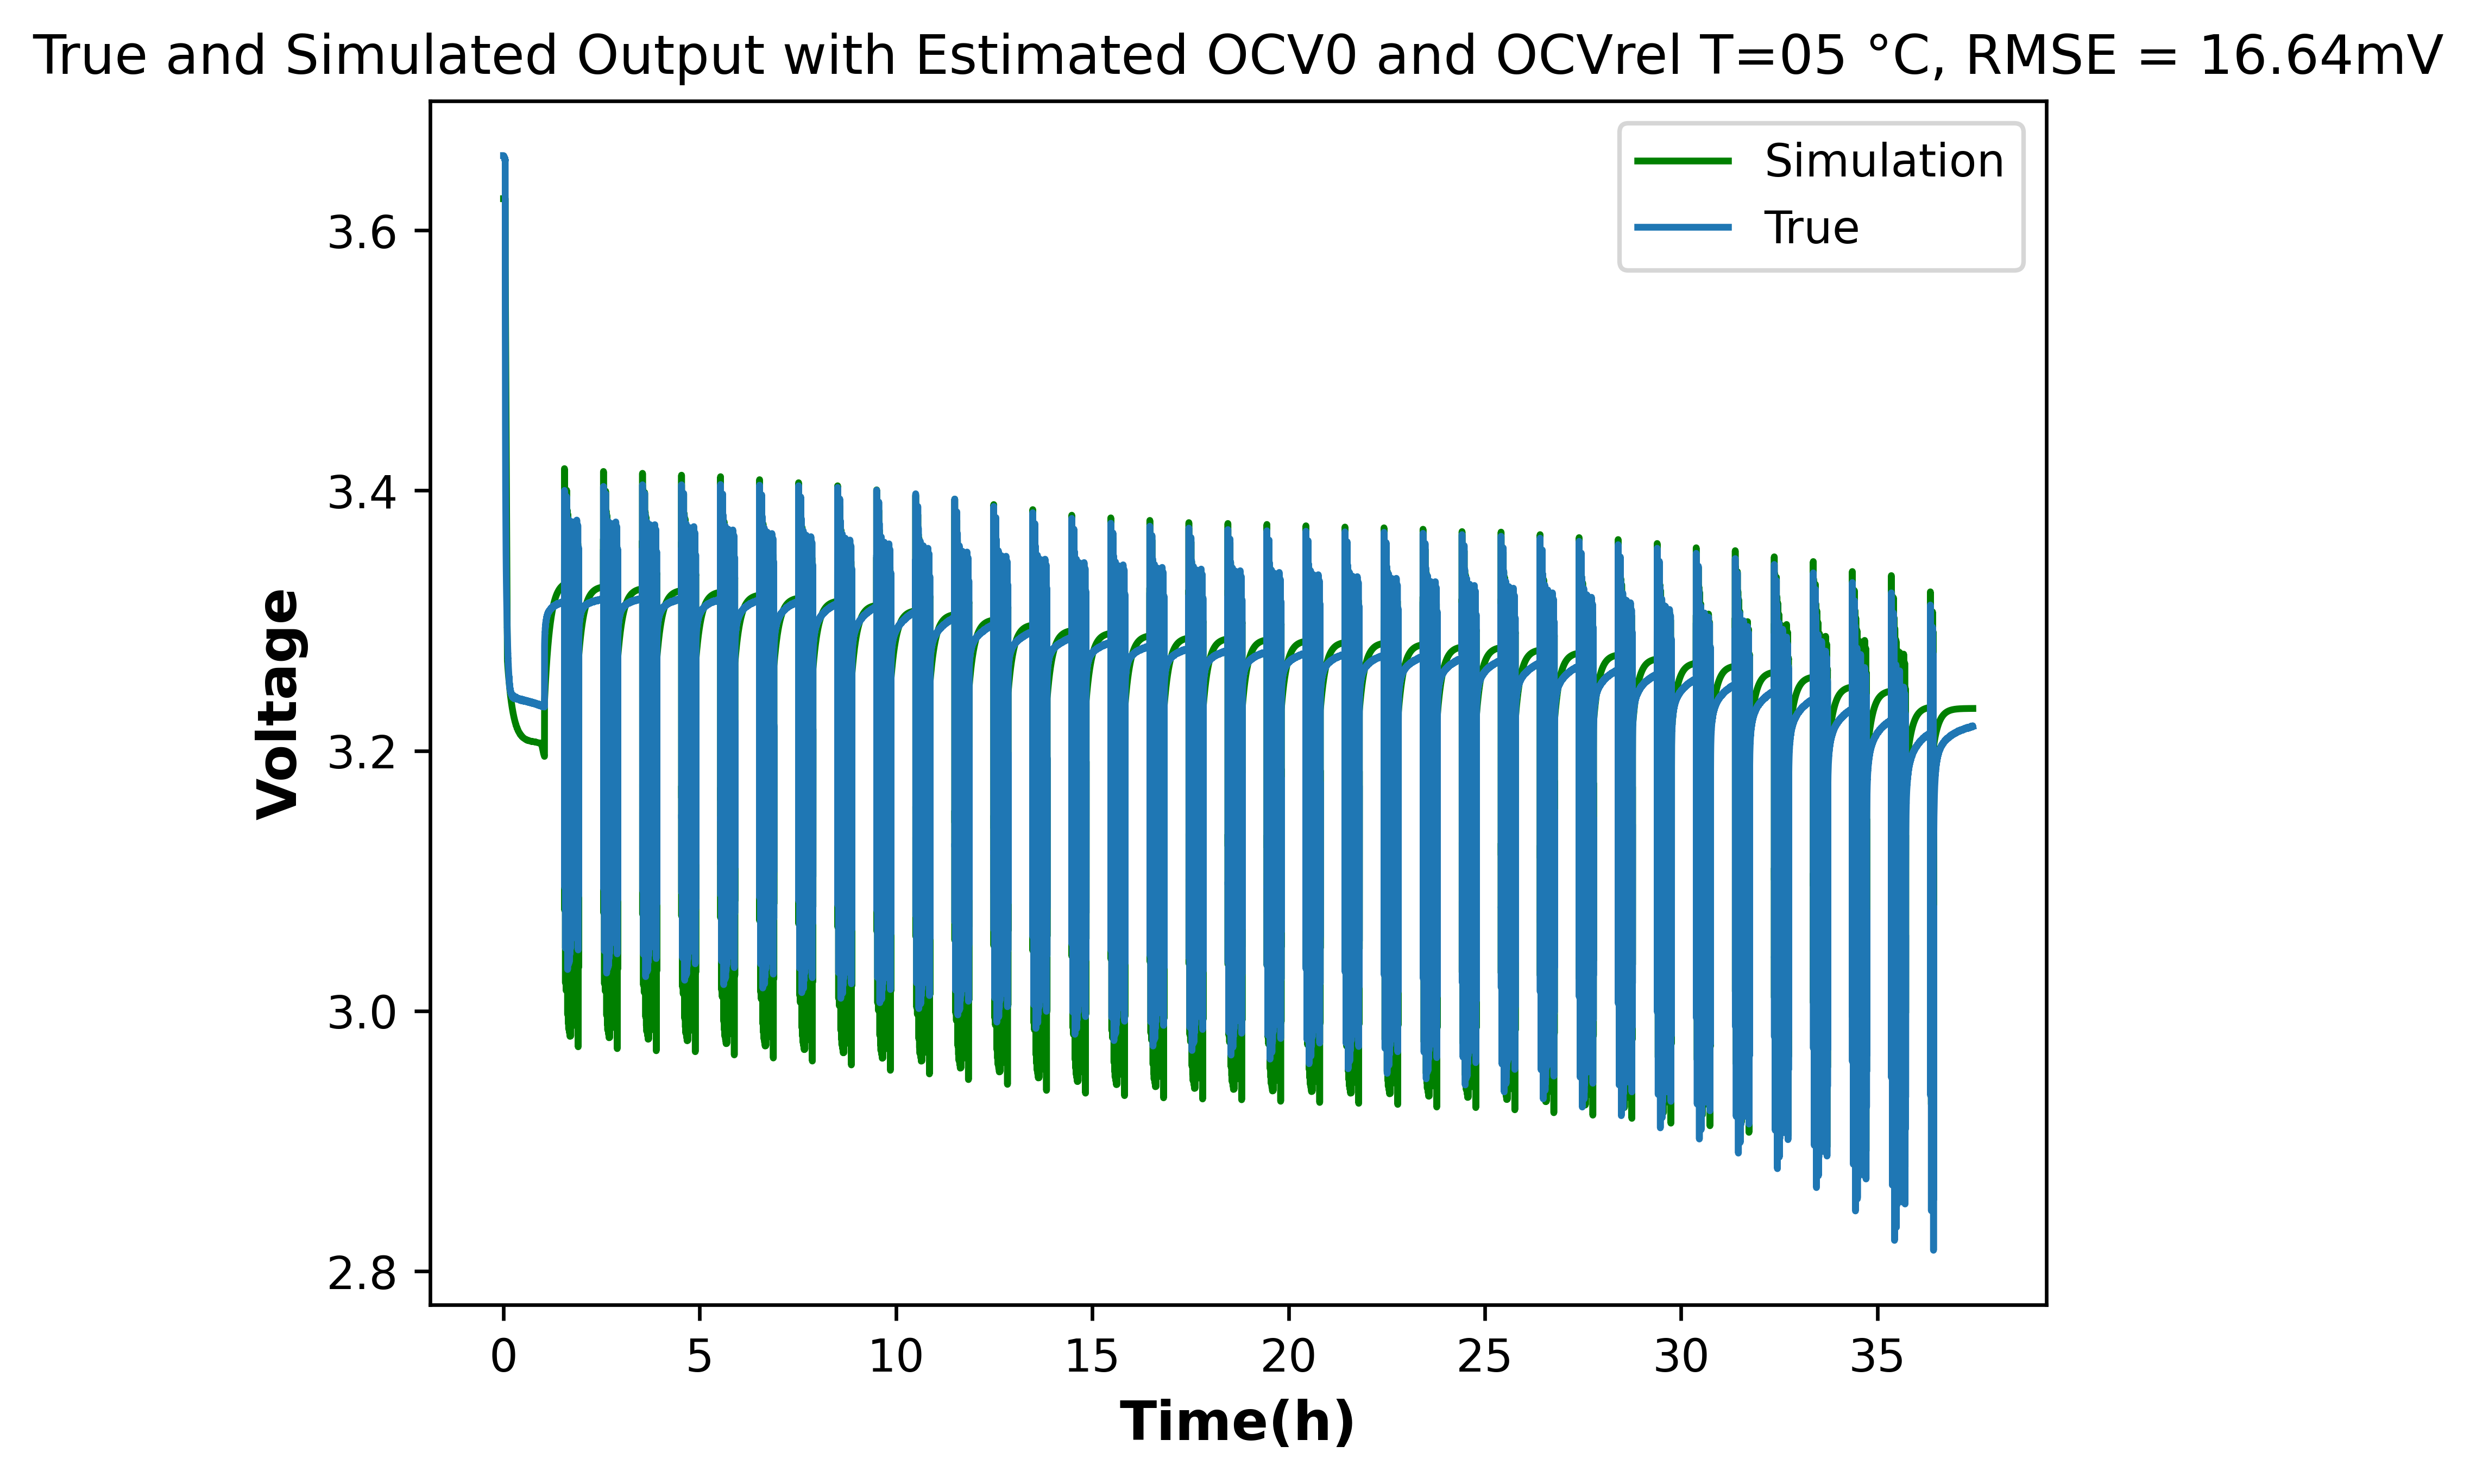 True and Simulated Output with Estimated OCV0 and OCVrel T=05 °C, RMSE = 16.64mV
Simulation
True
3.6
3.4
3.2
3.0
2.8
Voltage
0 5 10 15 20 25 30 35
Time(h)